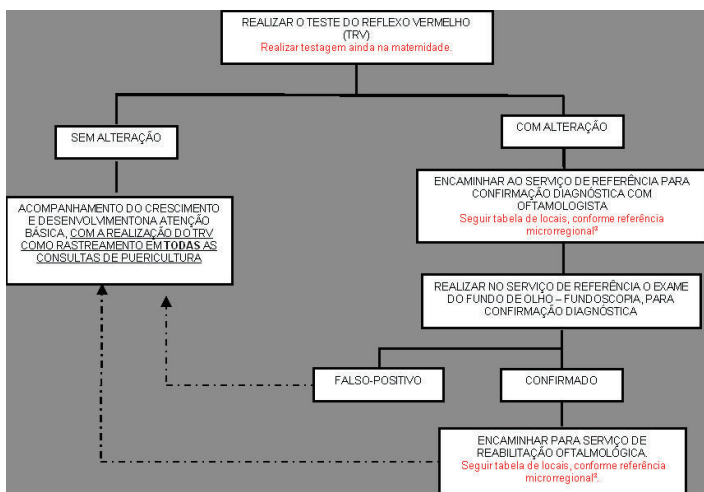 REALIZAR O TESTE DO REFLEXO VERMELHO
(TRV)
Realizar testagem ainda na maternidade.
SEM ALTERAÇÃO
COM ALTERAÇÃO
ACOMPANHAMENTO DO CRESCIMENTO
E DESENVOLVIMENTONA ATENÇÃO
BÁSICA, COM A REALIZAÇÃO DO TRV
COMO RASTREAMENTO EM TODAS AS
CONSULTAS DE PUERICULTURA
ENCAMINHAR AO SERVIÇO DE REFERÊNCIA PARA
CONFIRMAÇÃO DIAGNÓSTICA COM
OFTAMOLOGISTA
Seguir tabela de locais, conforme referência
microrregional³
REALIZAR NO SERVIÇO DE REFERÊNCIA O EXAME
DO FUNDO DE OLHO – FUNDOSCOPIA, PARA
CONFIRMAÇÃO DIAGNÓSTICA
FALSO-POSITIVO
CONFIRMADO
ENCAMINHAR PARA SERVIÇO DE
REABILITAÇÃO OFTALMOLÓGICA.
Seguir tabela de locais, conforme referência
microrregional³.